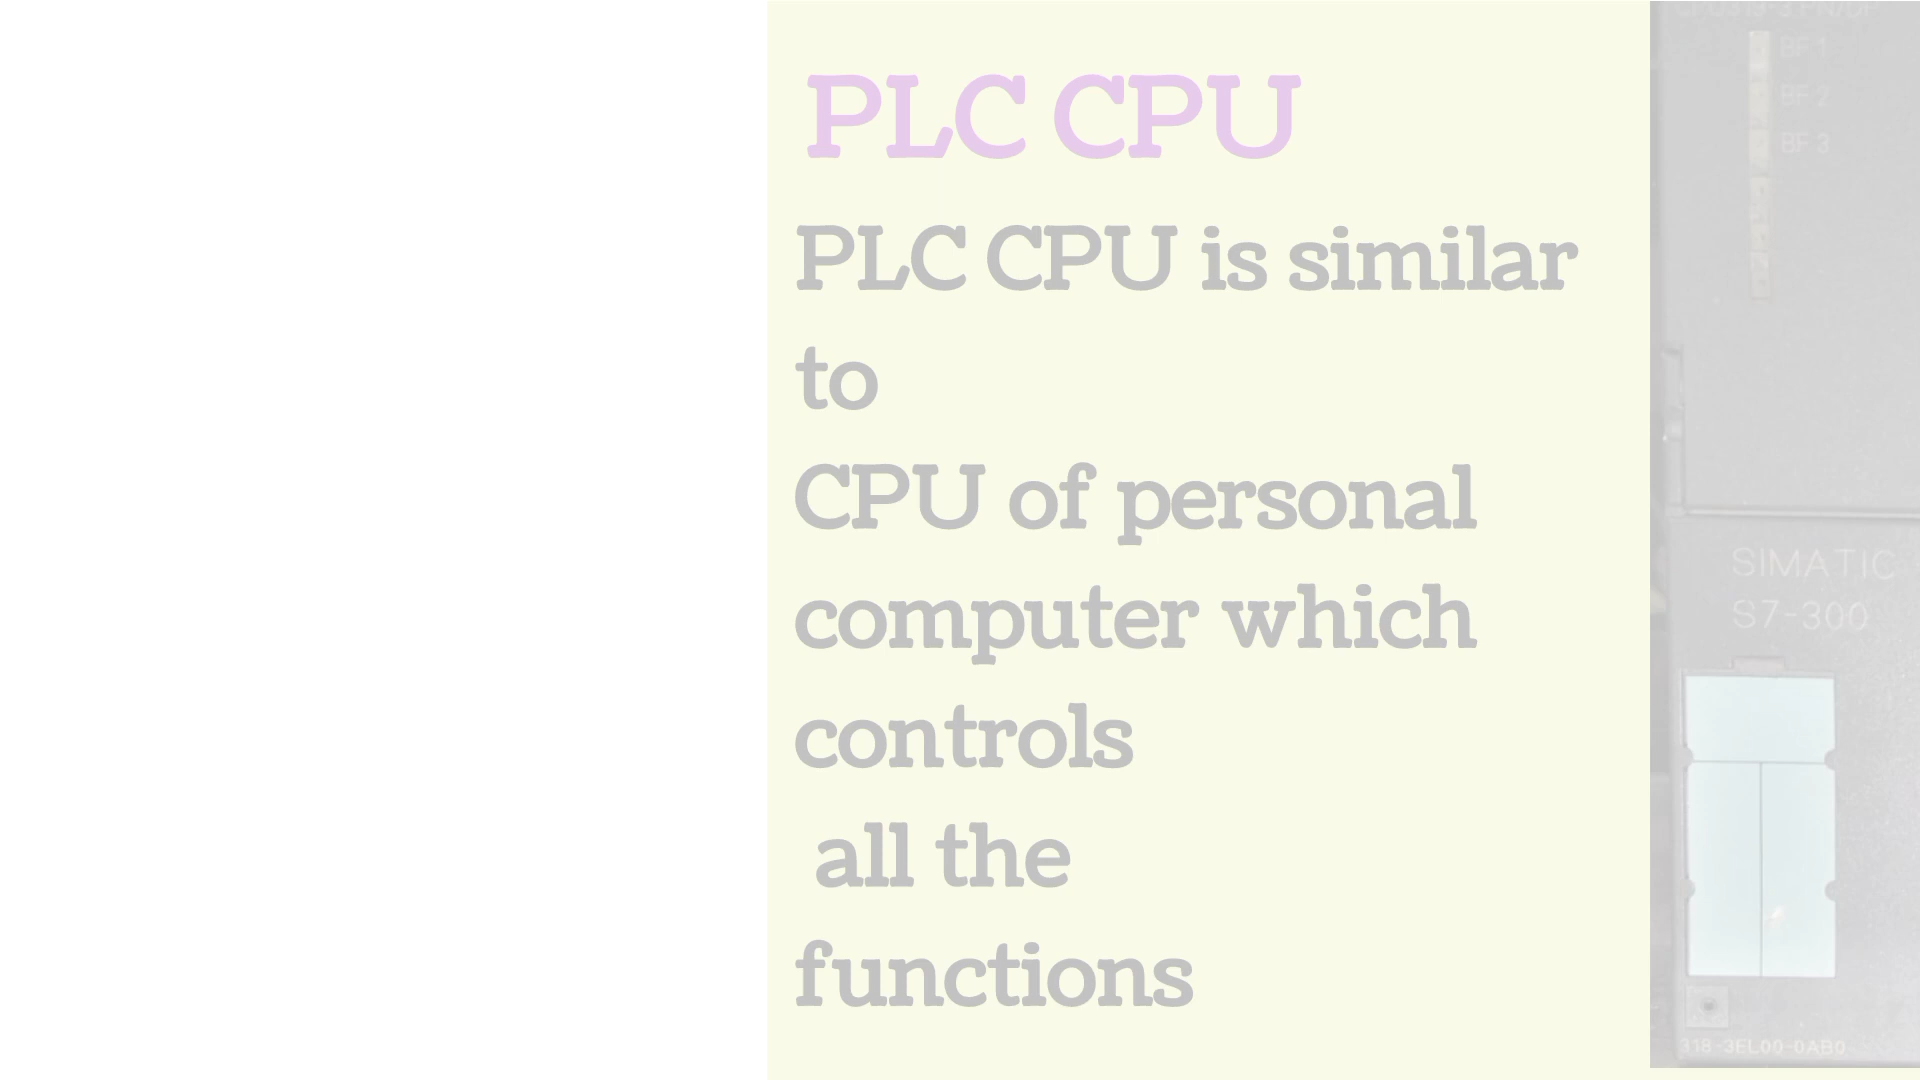 PLC CPU
PLC CPU is similar
to
CPU of personal
computer which
controls
all the
functions
BF 1
BF 2
BF 3
SIMATIC
S7-300
318-3EL00-0AB0